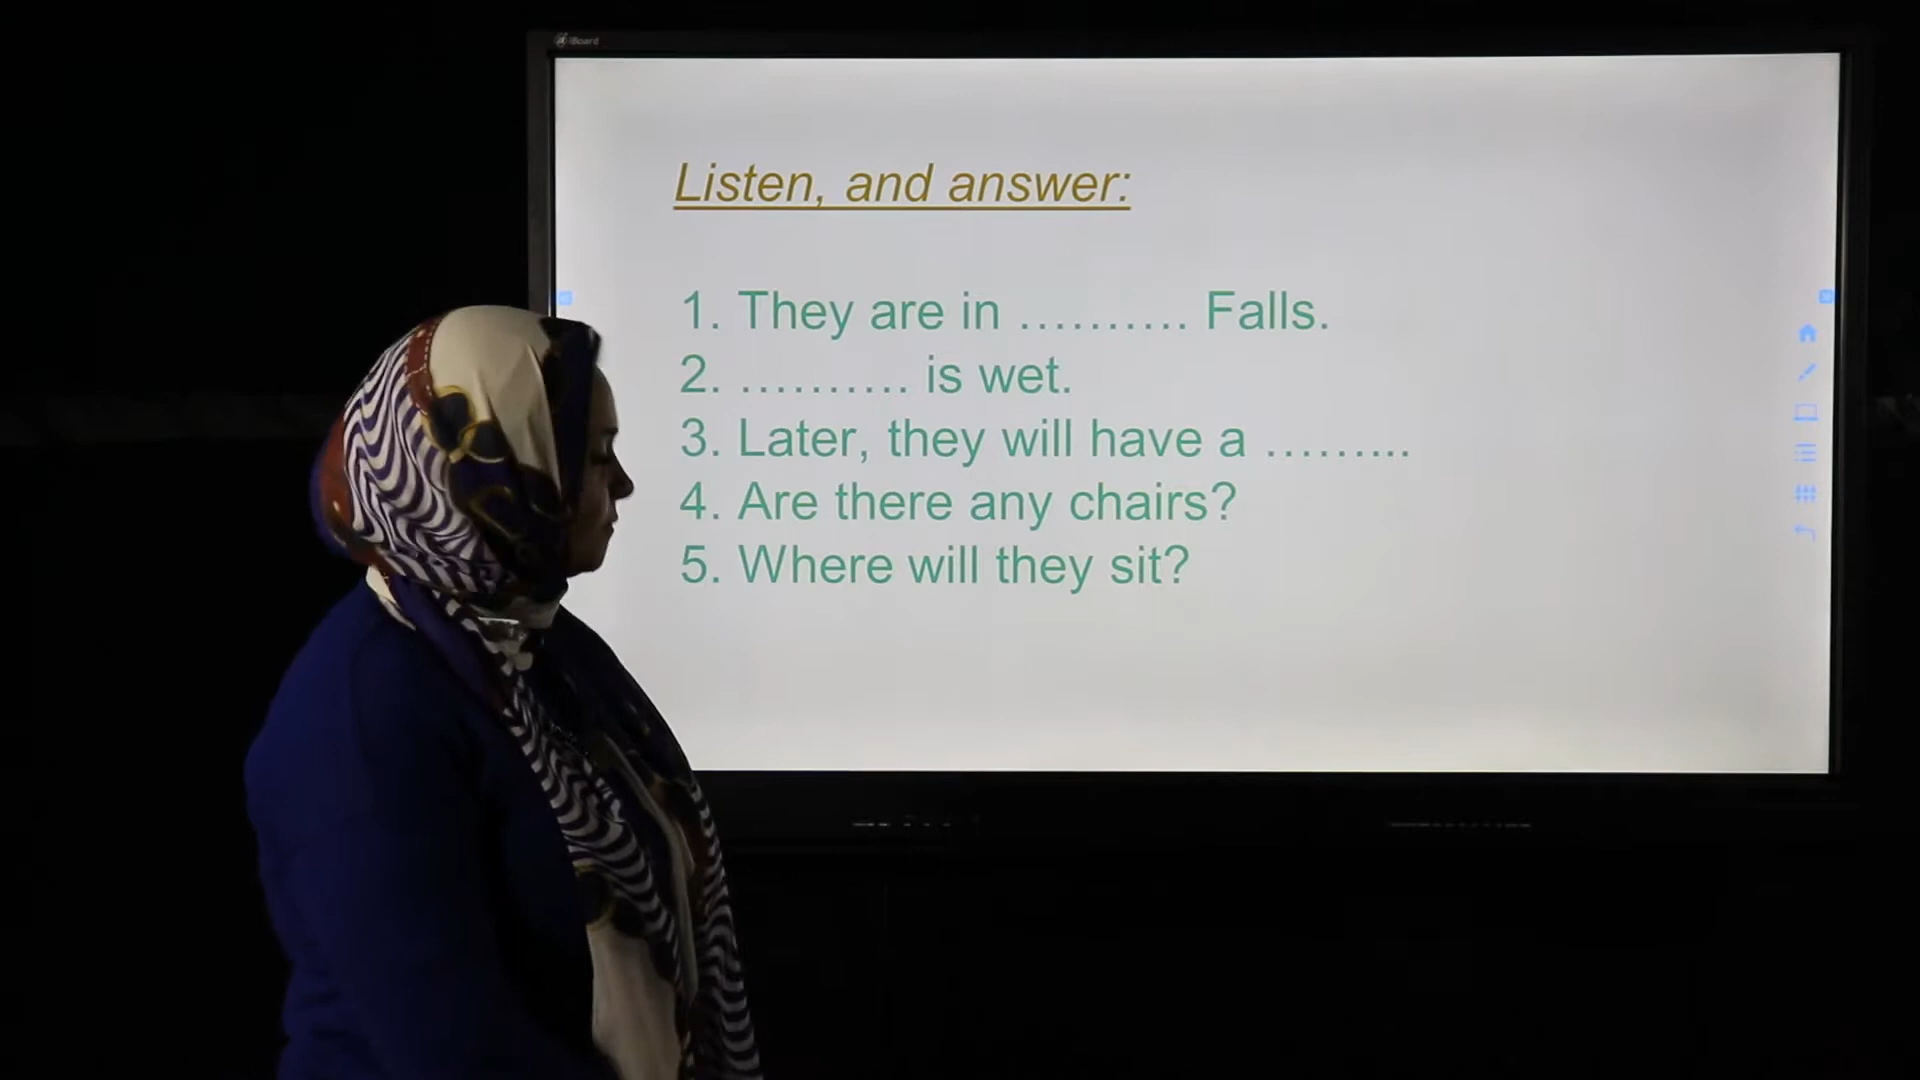 iBoard
Listen, and answer:
1. They are in .......... Falls.
2. .......... is wet.
3. Later, they will have a .........
4. Are there any chairs?
5. Where will they sit?